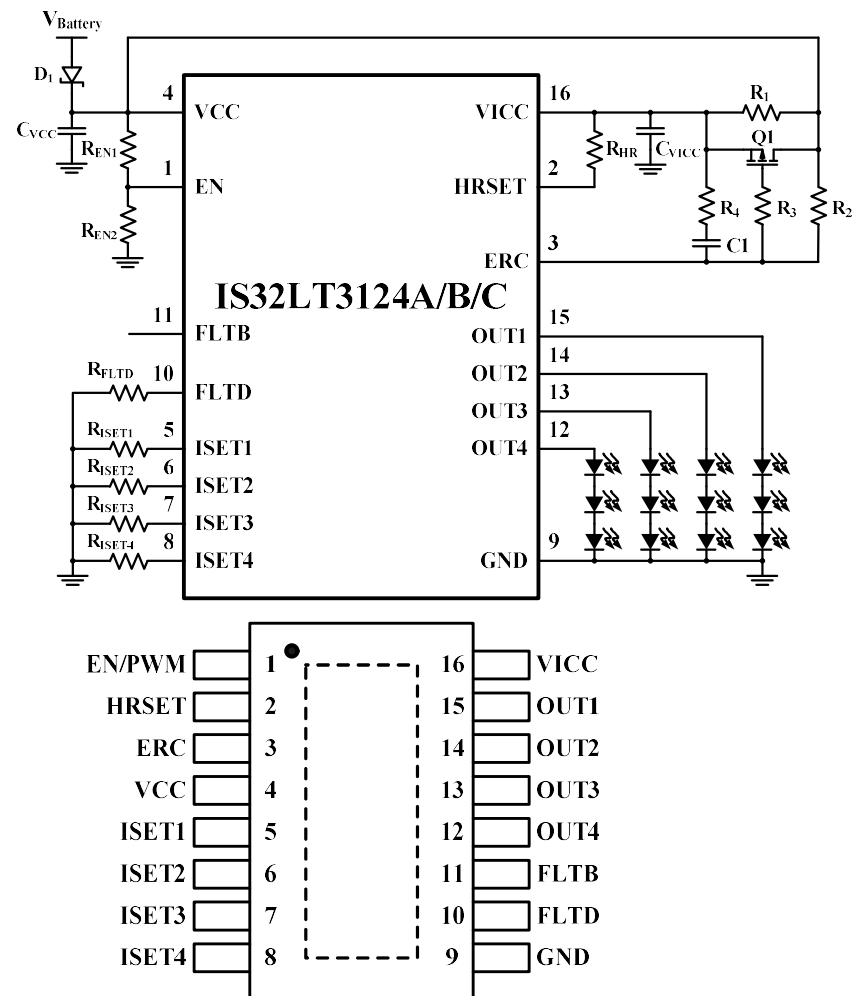 VBattery
D1
4
VCC
VICC
16
R1
CVCC
REN1
RHR
CVICC
Q1
1
EN
HRSET
2
REN2
R4
R3
R2
ERC
3
C1
IS32LT3124A/B/C
11
FLTB
OUT1
15
OUT2
14
RFLTD
10
FLTD
OUT3
13
RISET1
5
ISET1
OUT4
12
RISET2
6
ISET2
RISET3
7
ISET3
RISET4
8
ISET4
GND
9
EN/PWM 1 16 VICC
HRSET 2 15 OUT1
ERC 3 14 OUT2
VCC 4 13 OUT3
ISET1 5 12 OUT4
ISET2 6 11 FLTB
ISET3 7 10 FLTD
ISET4 8 9 GND